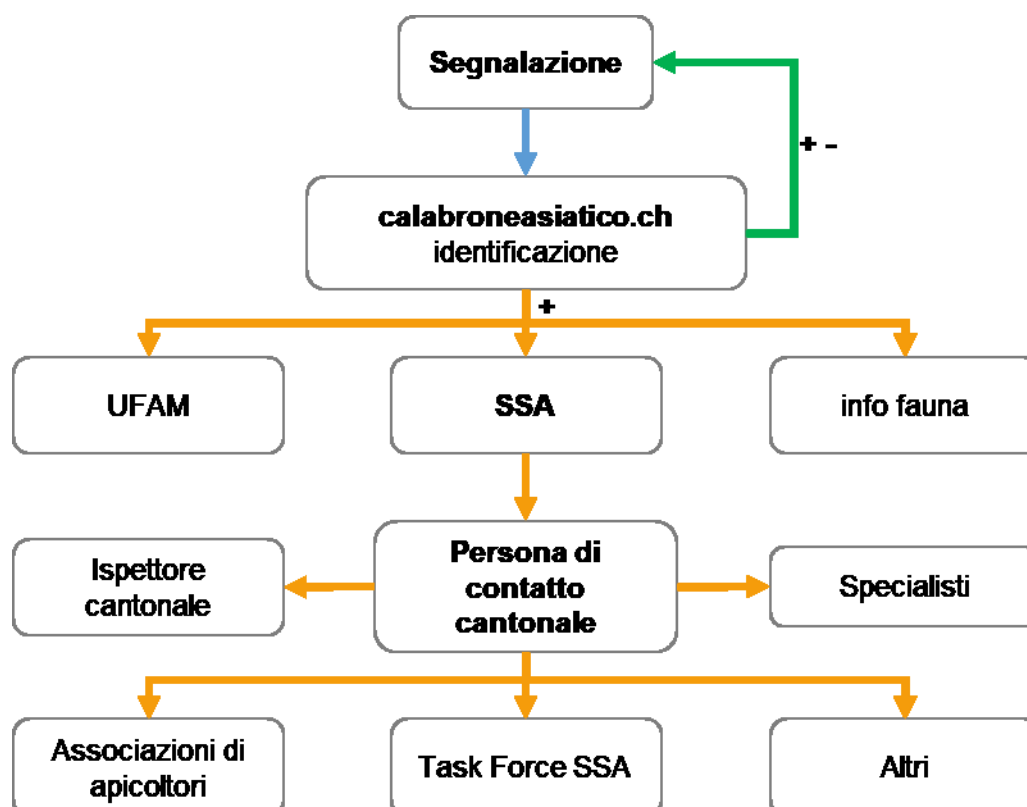 Segnalazione
+ -
calabroneasiatico.ch
identificazione
+
UFAM
SSA
info fauna
Ispettore
cantonale
Persona di
contatto
cantonale
Specialisti
Associazioni di
apicoltori
Task Force SSA
Altri